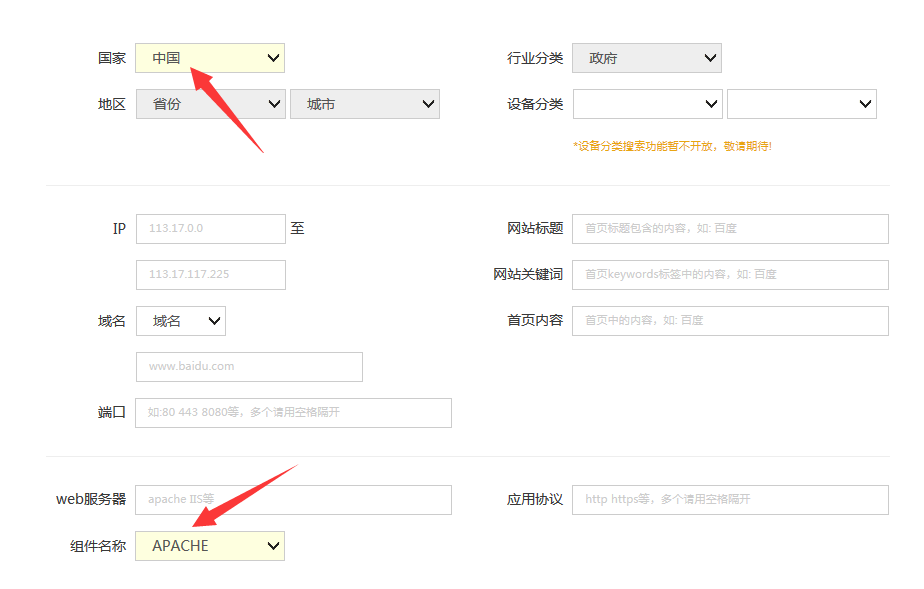 国家 中国 行业分类 政府
地区 省份 城市 设备分类
*设备分类搜索功能暂不开放，敬请期待!
IP 113.17.0.0 至 网站标题 首页标题包含的内容，如: 百度
113.17.117.225 网站关键词 首页keywords标签中的内容，如: 百度
域名 域名 首页内容 首页中的内容，如: 百度
www.baidu.com
端口 如:80 443 8080等，多个请用空格隔开
web服务器 apache IIS等 应用协议 http https等，多个请用空格隔开
组件名称 APACHE